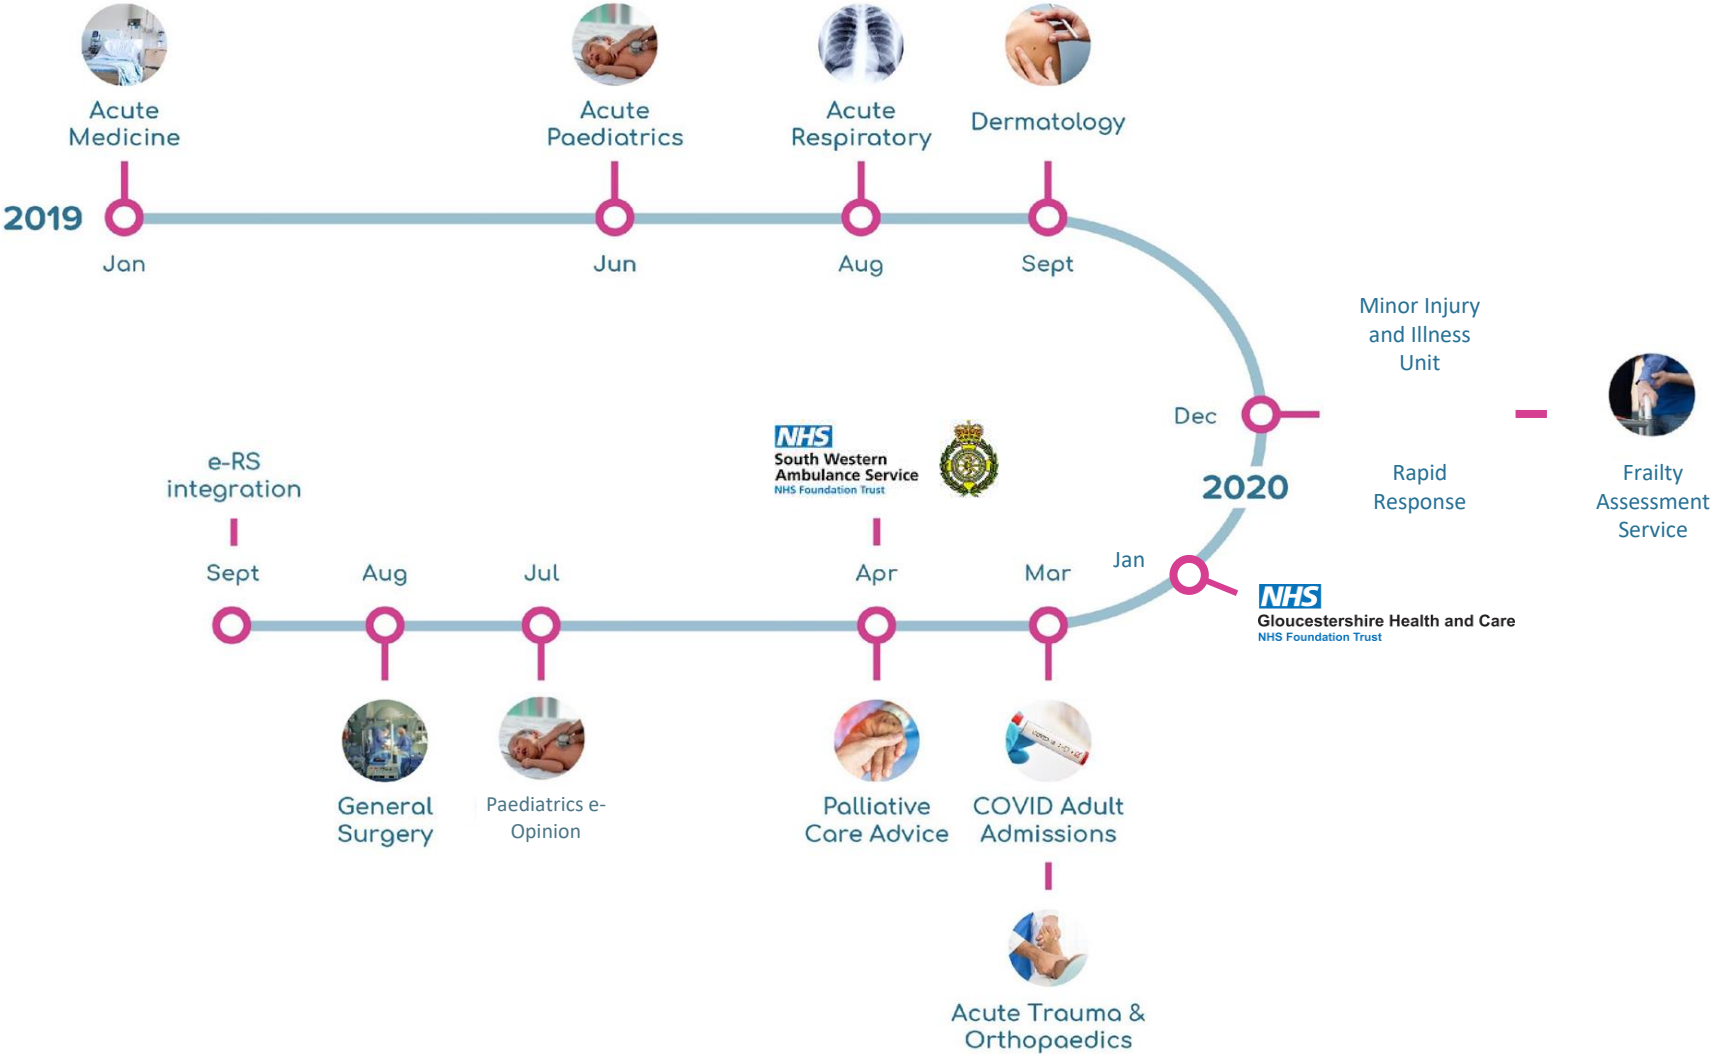 Acute
Medicine
Acute
Paediatrics
Acute
Respiratory
Dermatology
2019
Jan
Jun
Aug
Sept
Minor Injury
and Illness
Unit
Dec
Rapid
Response
Frailty
Assessment
Service
2020
NHS
South Western
Ambulance Service
NHS Foundation Trust
e-RS
integration
Sept
Aug
Jul
Apr
Mar
Jan
NHS
Gloucestershire Health and Care
NHS Foundation Trust
General
Surgery
Paediatrics e-
Opinion
Palliative
Care Advice
COVID Adult
Admissions
Acute Trauma &
Orthopaedics